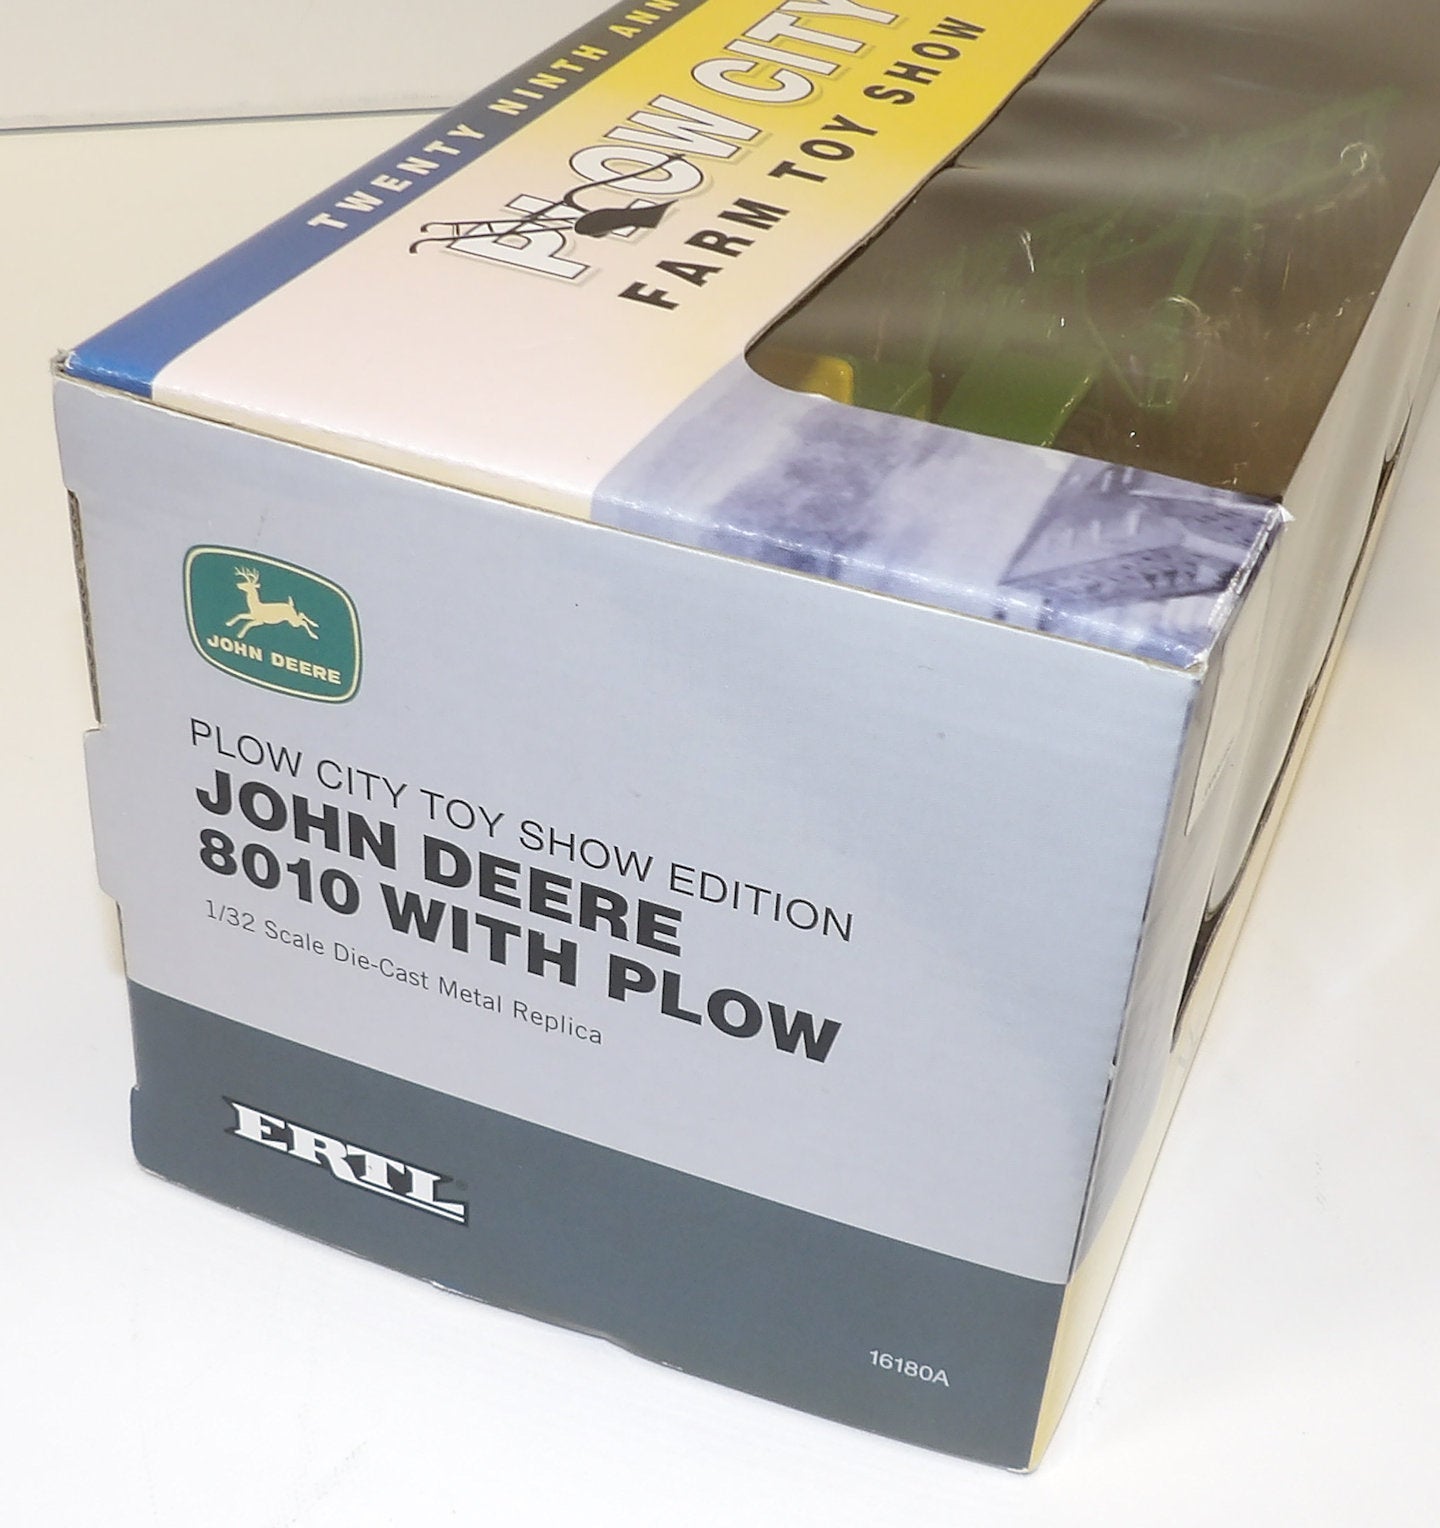 TWENTY NINTH ANN
PLOW CITY
FARM TOY SHOW
JOHN DEERE
PLOW CITY TOY SHOW EDITION
JOHN DEERE
8010 WITH PLOW
1/32 Scale Die-Cast Metal Replica
ERTL
16180A